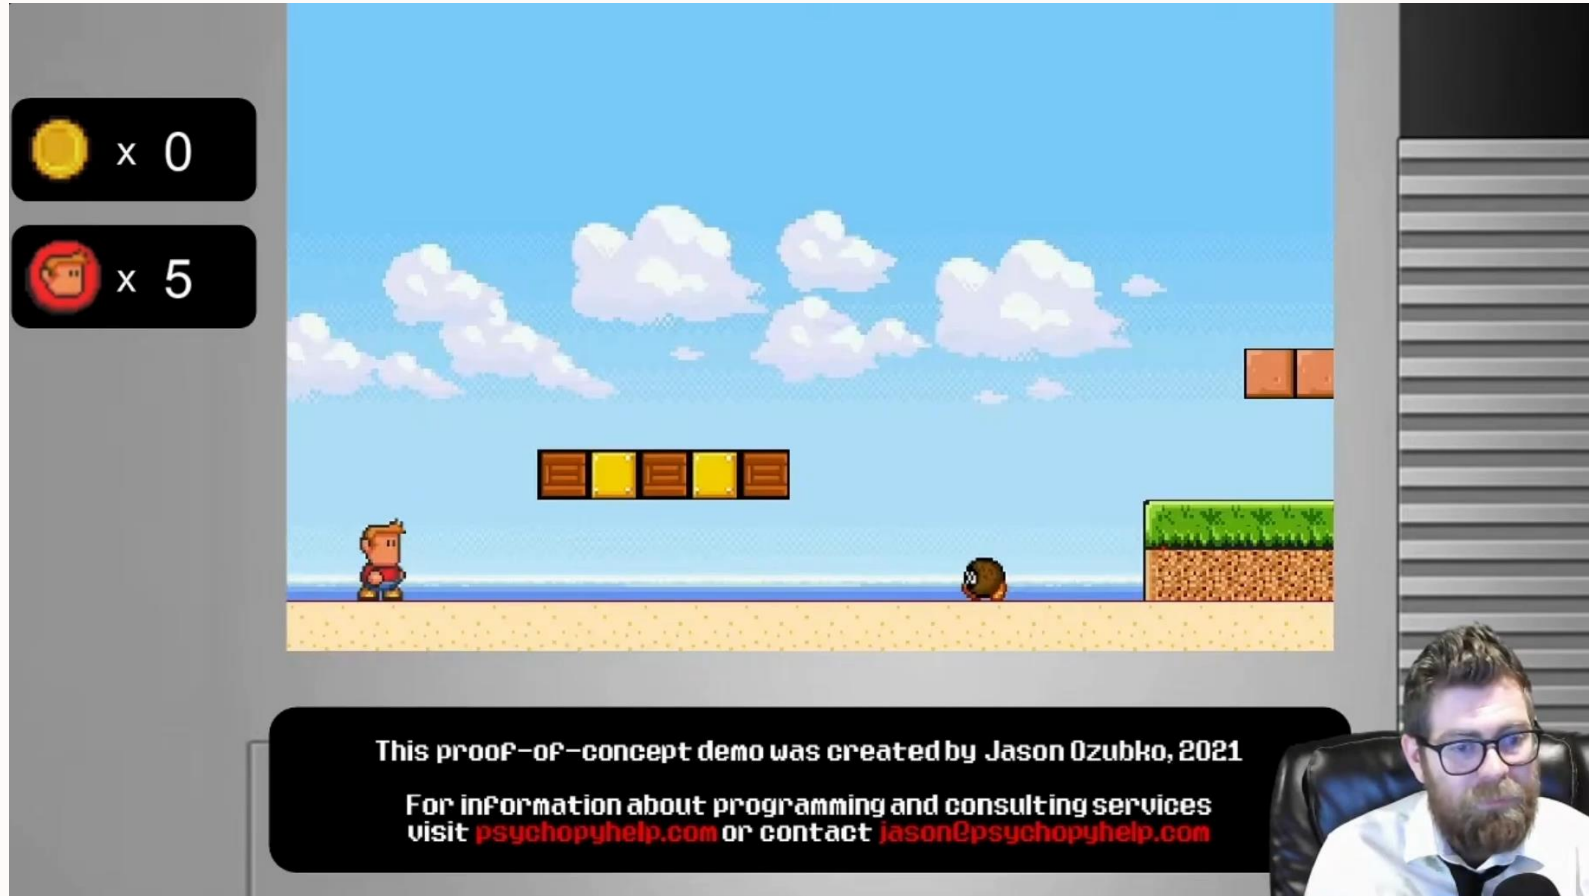 x 0
x 5
This proof-of-concept demo was created by Jason Ozubko, 2021
For information about programming and consulting services
visit psychopyhelp.com or contact jason@psychopyhelp.com